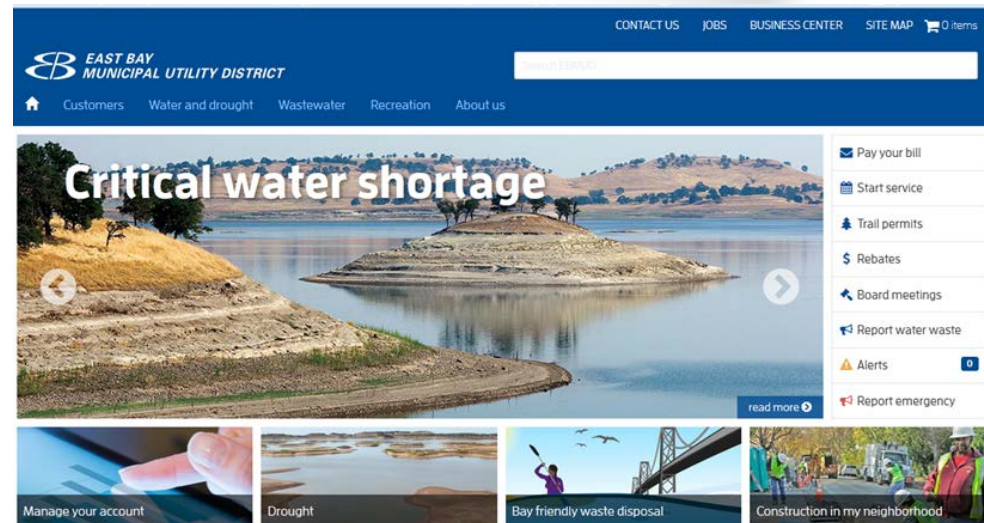 CONTACT US JOBS BUSINESS CENTER SITE MAP 0 items
EAST BAY
MUNICIPAL UTILITY DISTRICT
Search EBMUD
Customers Water and drought Wastewater Recreation About us
Critical water shortage
read more
Pay your bill
Start service
Trail permits
$ Rebates
Board meetings
Report water waste
Alerts 0
Report emergency
Manage your account
Drought
Bay friendly waste disposal
Construction in my neighborhood